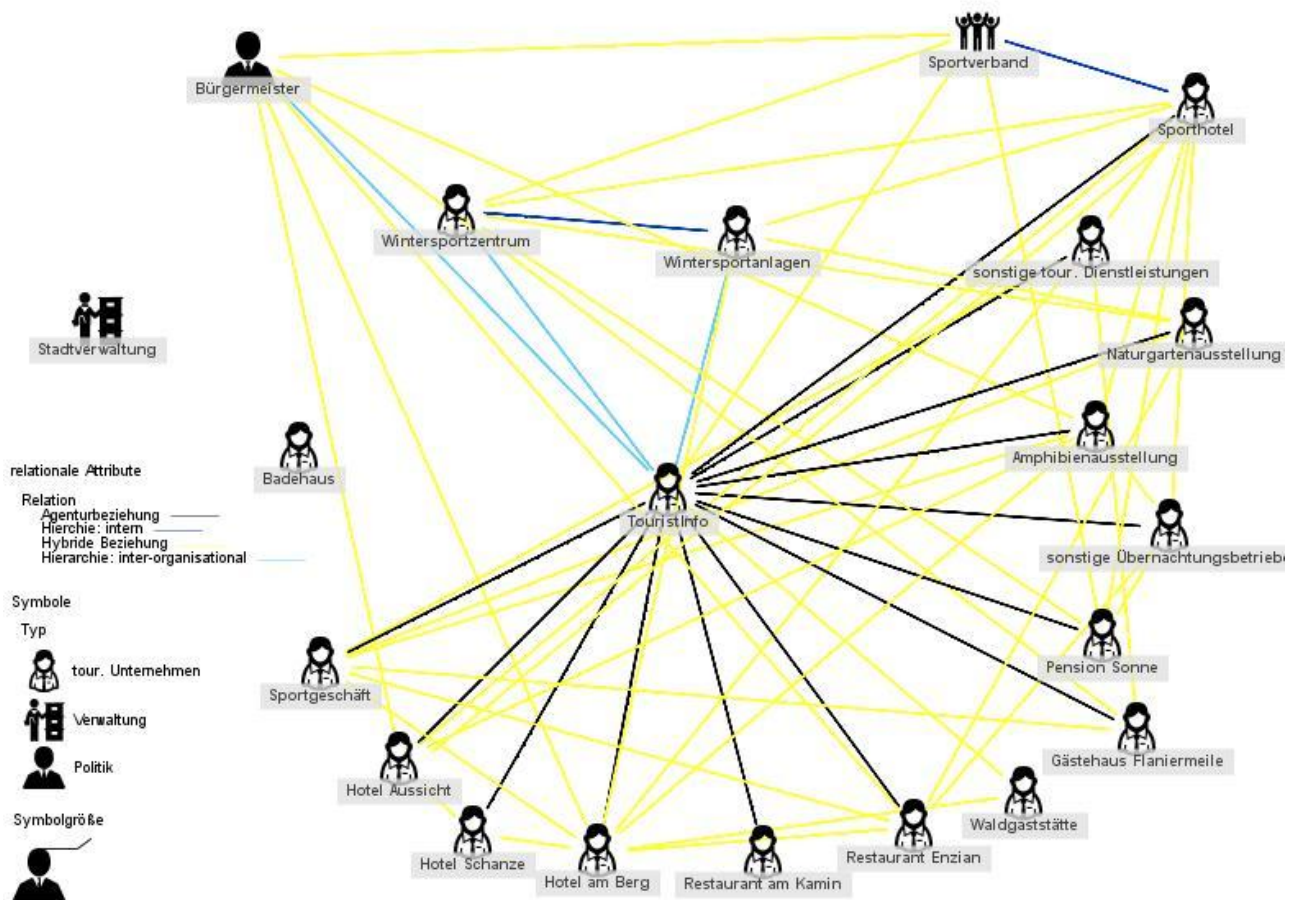 Sportverband
Bürgermeister
Sporthotel
Wintersportzentrum
Wintersportanlagen
sonstige tour. Dienstleistungen
Stadtverwaltung
Naturgartenausstellung
Amphibienausstellung
relationale Attribute
Badehaus
Relation
Agenturbeziehung
TouristInfo
Hierchie: intern
Hybride Beziehung
Hierarchie: inter-organisational
sonstige Übernachtungsbetriebe
Symbole
Typ
tour. Unternehmen
Pension Sonne
Sportgeschäft
Verwaltung
Gästehaus Flaniermeile
Politik
Hotel Aussicht
Symbolgröße
Waldgaststätte
Hotel Schanze
Restaurant Enzian
Hotel am Berg
Restaurant am Kamin